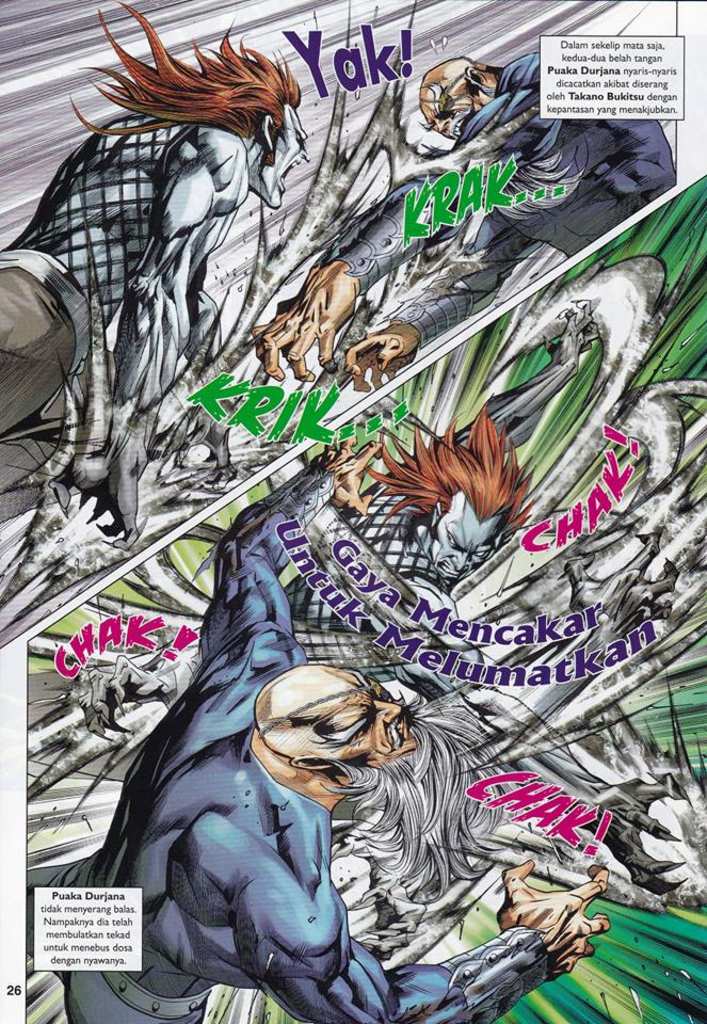 Yak!
Dalam sekelip mata saja,
kedua-dua belah tangan
Puaka Durjana nyaris-nyaris
dicacatkan akibat diserang
oleh Takano Bukitsu dengan
kepantasan yang menakjubkan.
KRAK...
KRIK...
CHAK!
Gaya Mencakar
Untuk Melumatkan
CHAK!
CHAK!
Puaka Durjana
tidak menyerang balas.
Nampaknya dia telah
membulatkan tekad
untuk menebus dosa
dengan nyawanya.
26